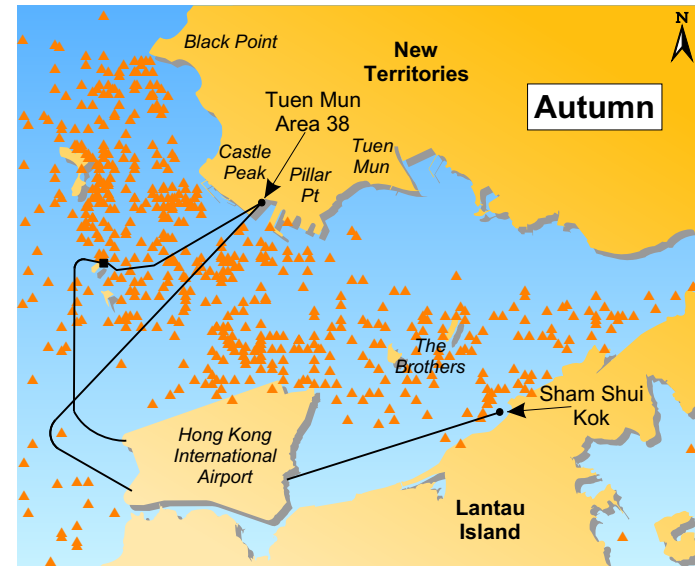 N
Black Point
New
Territories
Autumn
Tuen Mun
Area 38
Castle
Peak
Pillar
Pt
Tuen
Mun
The
Brothers
Sham Shui
Kok
Hong Kong
International
Airport
Lantau
Island